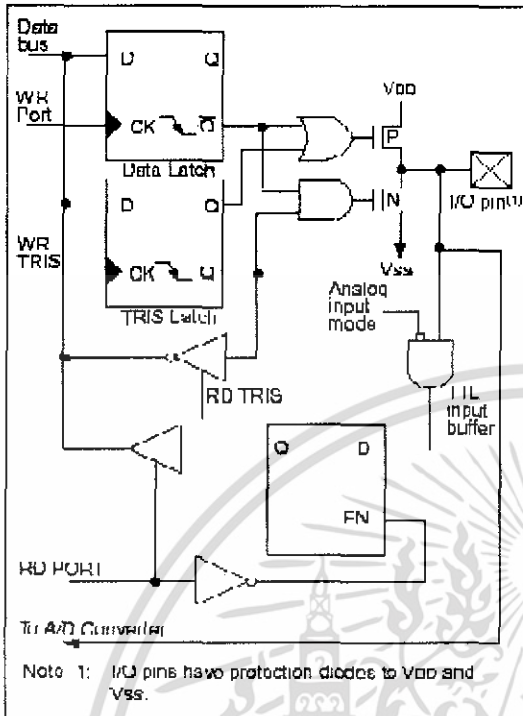 Data
bus
D Q
WR
Port
CK Q
Data Latch
VDD
P
D Q
N
I/O pin(1)
WR
TRIS
CK Q
Vss
TRIS Latch
Analog
input
mode
TTL
input
buffer
RD TRIS
Q D
EN
RD PORT
To A/D Converter
Note 1: I/O pins have protection diodes to VDD and
Vss.